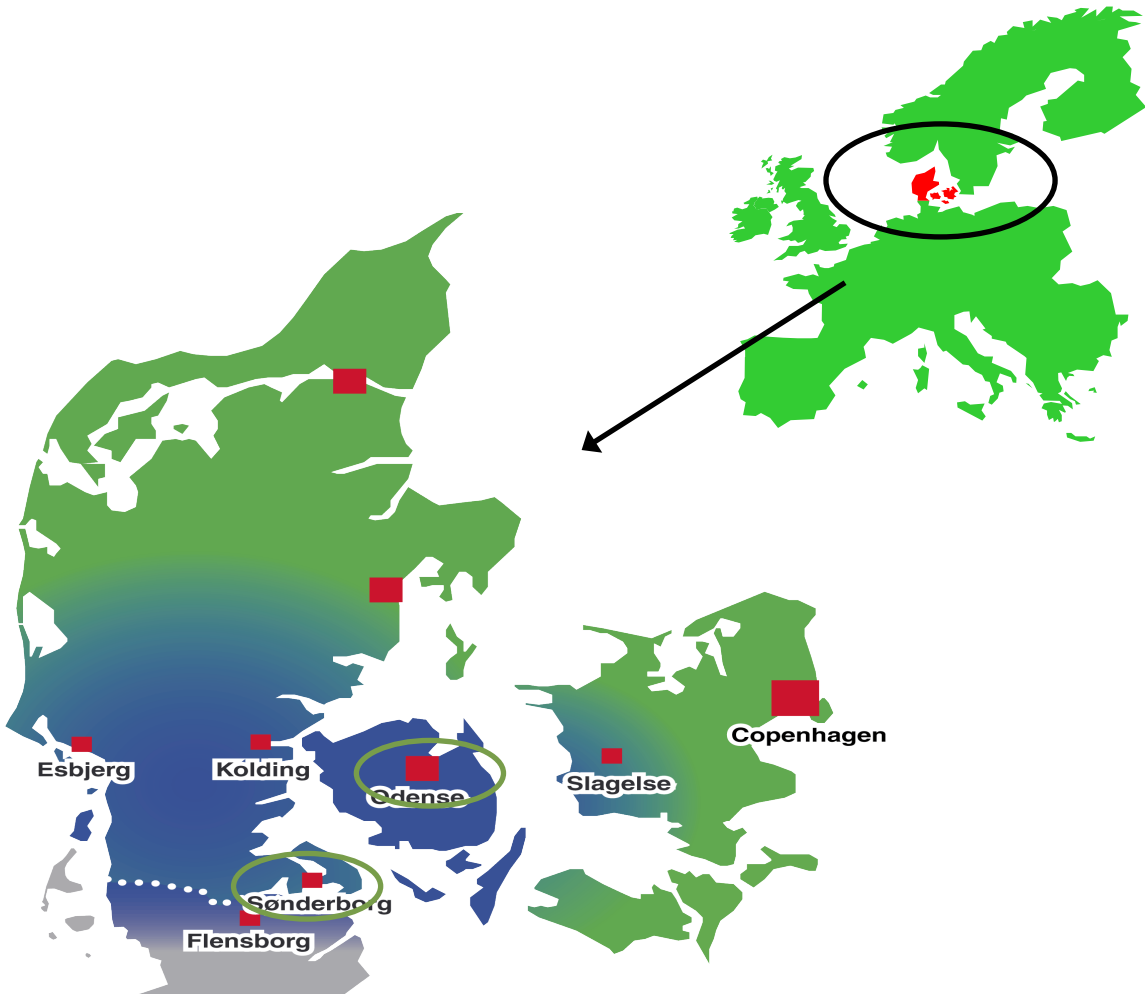 Copenhagen
Esbjerg
Kolding
Odense
Slagelse
Sønderborg
Flensborg